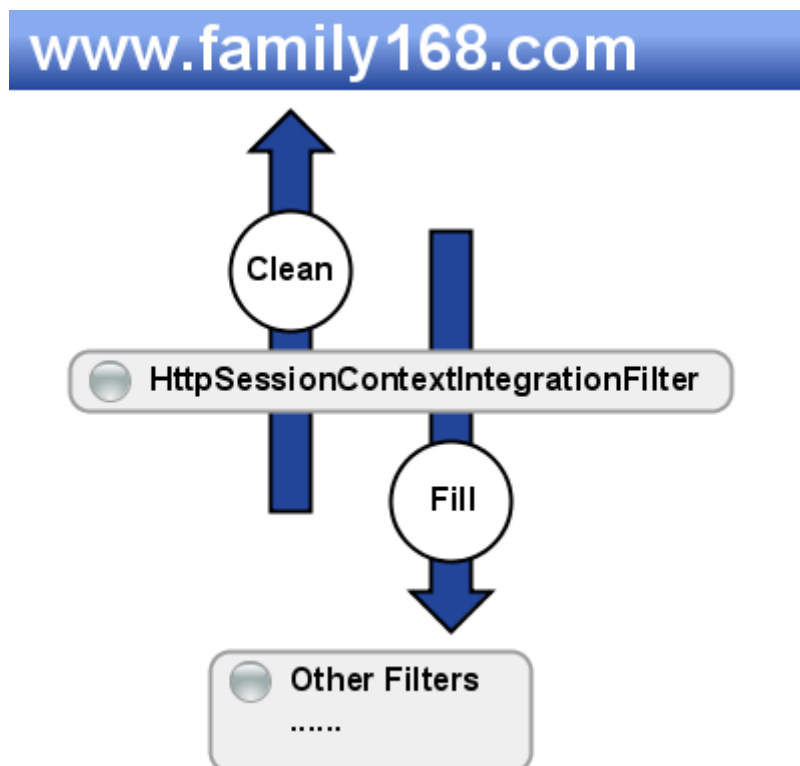 www.family168.com
Clean
HttpSessionContextIntegrationFilter
Fill
Other Filters
......